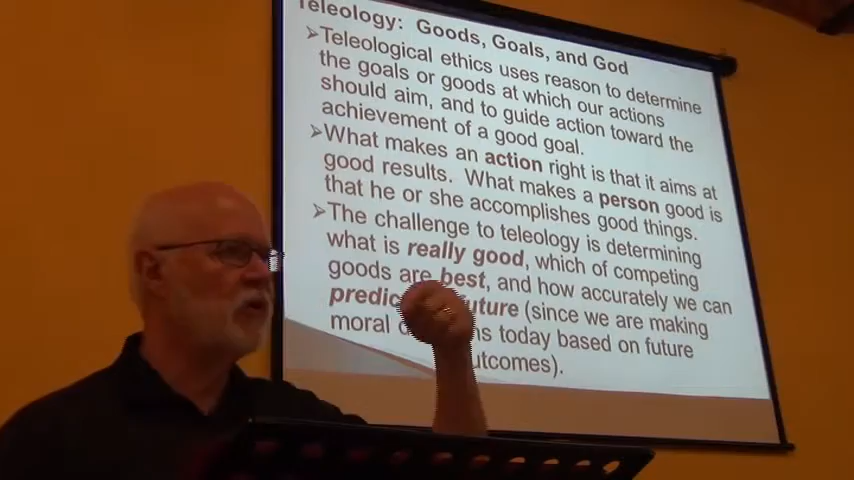 Teleology: Goods, Goals, and God
➢Teleological ethics uses reason to determine
the goals or goods at which our actions
should aim, and to guide action toward the
achievement of a good goal.
➢What makes an action right is that it aims at
good results. What makes a person good is
that he or she accomplishes good things.
➢The challenge to teleology is determining
what is really good, which of competing
goods are best, and how accurately we can
(since we are making
moral today based on future
outcomes).